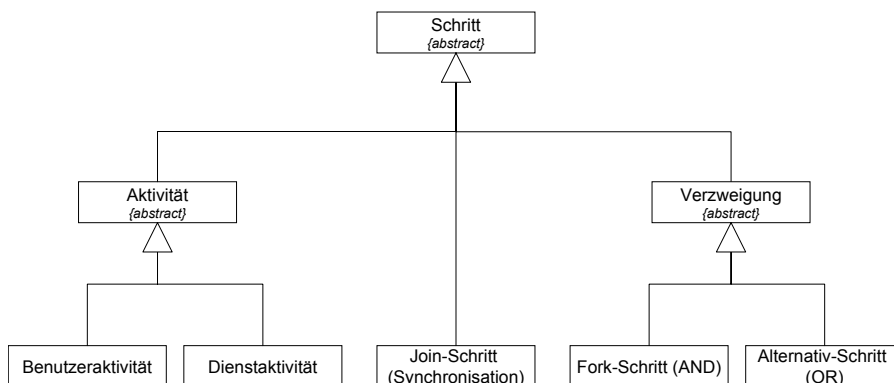 Schritt
{abstract}
Aktivität
{abstract}
Verzweigung
{abstract}
Benutzeraktivität
Dienstaktivität
Join-Schritt
(Synchronisation)
Fork-Schritt (AND)
Alternativ-Schritt
(OR)